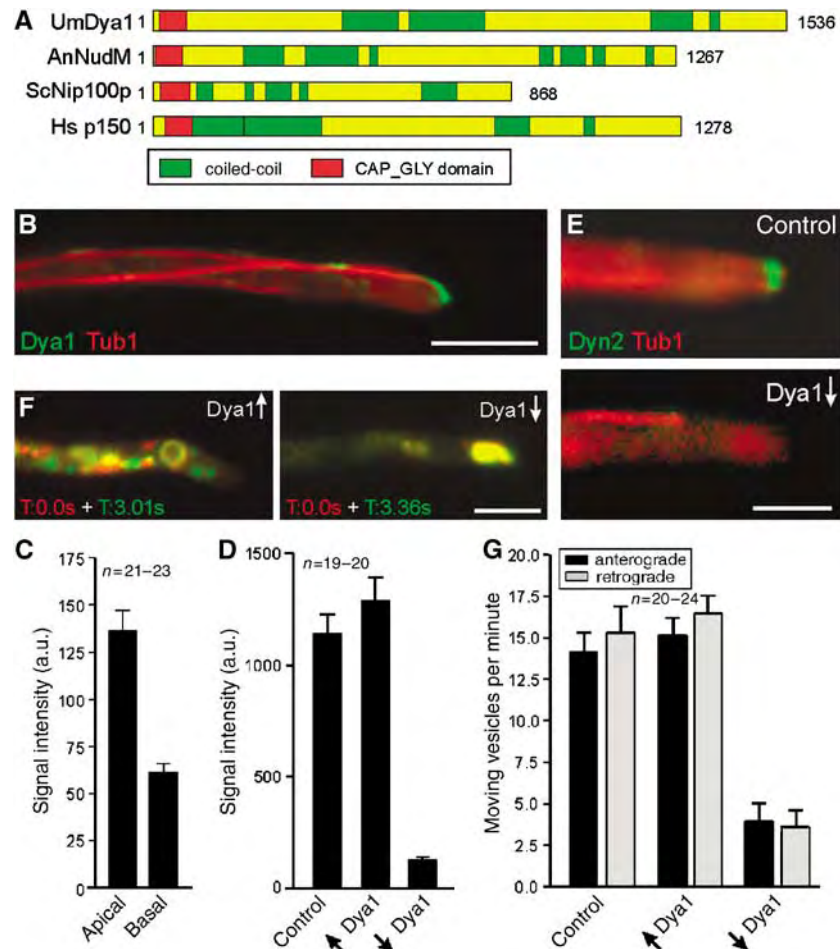 A
UmDya1 1 1536
AnNudM 1 1267
ScNip100p 1 868
Hs p150 1 1278
coiled-coil CAP_GLY domain
B
Dya1 Tub1
E Control
Dyn2 Tub1
F Dya1↑
T:0.0s + T:3.01s
Dya1↓
T:0.0s + T:3.36s
Dya1↓
C
n=21–23
Signal intensity (a.u.)
175
150
125
100
75
50
25
0
Apical Basal
D
n=19–20
Signal intensity (a.u.)
1500
1000
500
0
Control Dya1 Dya1
G
anterograde
retrograde
n=20–24
Moving vesicles per minute
20.0
17.5
15.0
12.5
10.0
7.5
5.0
2.5
0.0
Control Dya1 Dya1